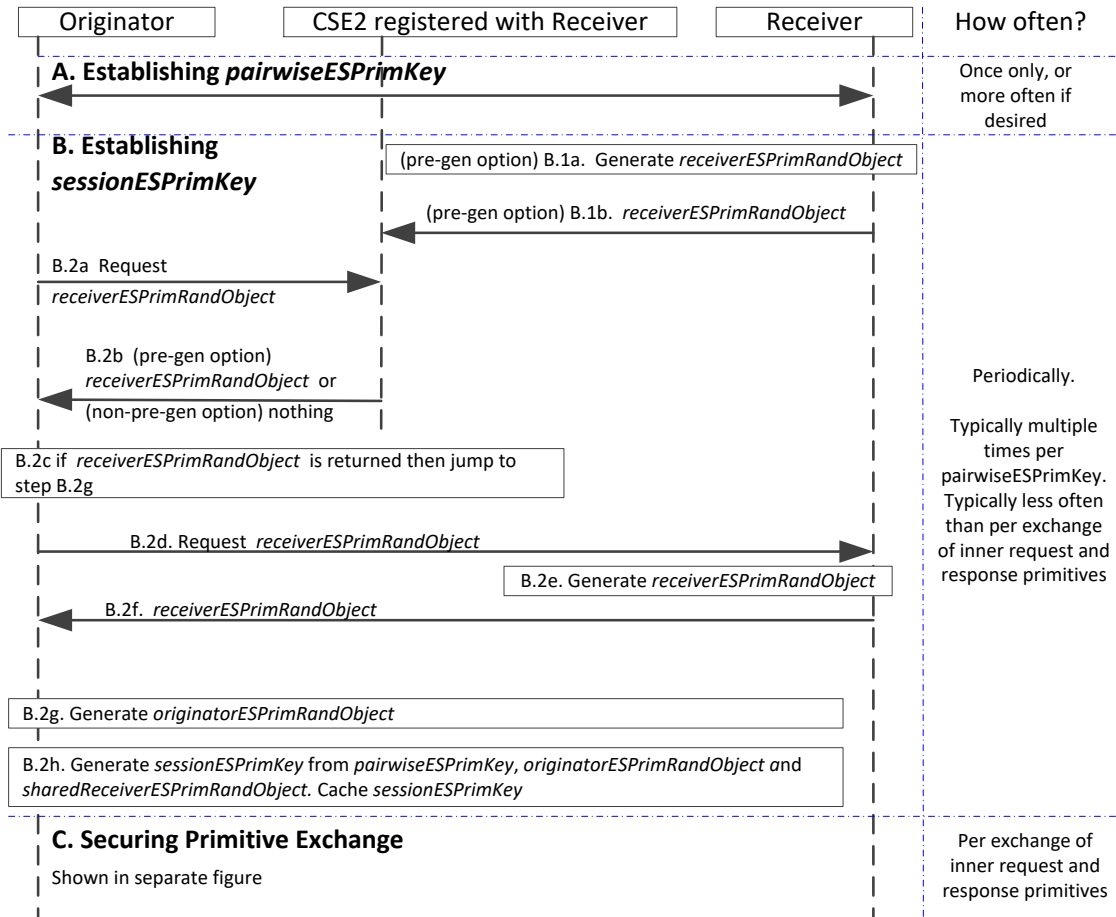 Originator
CSE2 registered with Receiver
Receiver
How often?
A. Establishing pairwiseESPrimKey
Once only, or
more often if
desired
B. Establishing
sessionESPrimKey
(pre-gen option) B.1a. Generate receiverESPrimRandObject
(pre-gen option) B.1b. receiverESPrimRandObject
B.2a Request
receiverESPrimRandObject
B.2b (pre-gen option)
receiverESPrimRandObject or
(non-pre-gen option) nothing
B.2c if receiverESPrimRandObject is returned then jump to
step B.2g
B.2d. Request receiverESPrimRandObject
B.2e. Generate receiverESPrimRandObject
B.2f. receiverESPrimRandObject
B.2g. Generate originatorESPrimRandObject
B.2h. Generate sessionESPrimKey from pairwiseESPrimKey, originatorESPrimRandObject and
sharedReceiverESPrimRandObject. Cache sessionESPrimKey
Periodically.
Typically multiple
times per
pairwiseESPrimKey.
Typically less often
than per exchange
of inner request and
response primitives
C. Securing Primitive Exchange
Shown in separate figure
Per exchange of
inner request and
response primitives